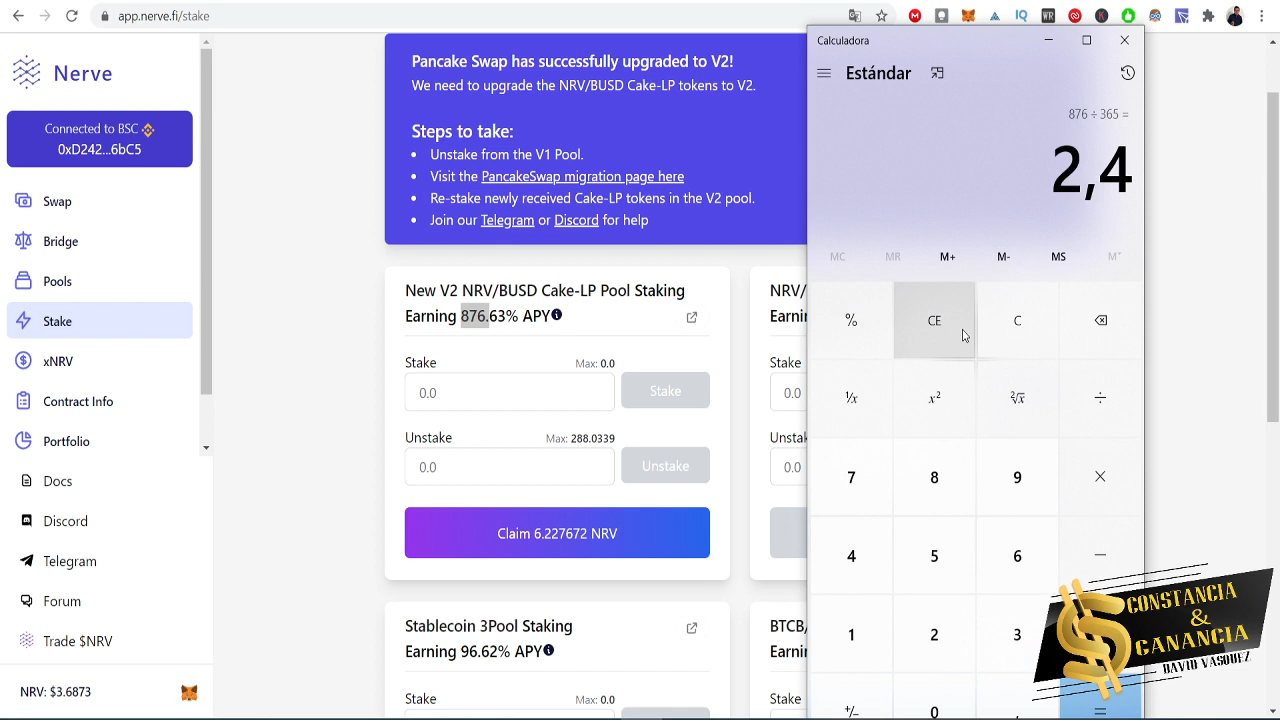 app.nerve.fi/stake
Nerve
Connected to BSC
0xD242...6bC5
Swap
Bridge
Pools
Stake
xNRV
Contract Info
Portfolio
Docs
Discord
Telegram
Forum
Trade $NRV
NRV: $3.6873
Pancake Swap has successfully upgraded to V2!
We need to upgrade the NRV/BUSD Cake-LP tokens to V2.
Steps to take:
• Unstake from the V1 Pool.
• Visit the PancakeSwap migration page here
• Re-stake newly received Cake-LP tokens in the V2 pool.
• Join our Telegram or Discord for help
New V2 NRV/BUSD Cake-LP Pool Staking
Earning 876.63% APY
Stake Max: 0.0
0.0 Stake
Unstake Max: 288.0339
0.0 Unstake
Claim 6.227672 NRV
Stablecoin 3Pool Staking
Earning 96.62% APY
Stake Max: 0.0
NRV/
Earnin
Stake
0.0
Unstak
0.0
BTCB/
Earnin
Stake
Calculadora
Estándar
876 ÷ 365 =
2,4
MC MR M+ M- MS M˅
% CE C
⅟x x² ²√x ÷
7 8 9 ×
4 5 6 −
1 2 3
+/− 0 , =
CONSTANCIA
&
GANANCIA
DAVID VASQUEZ